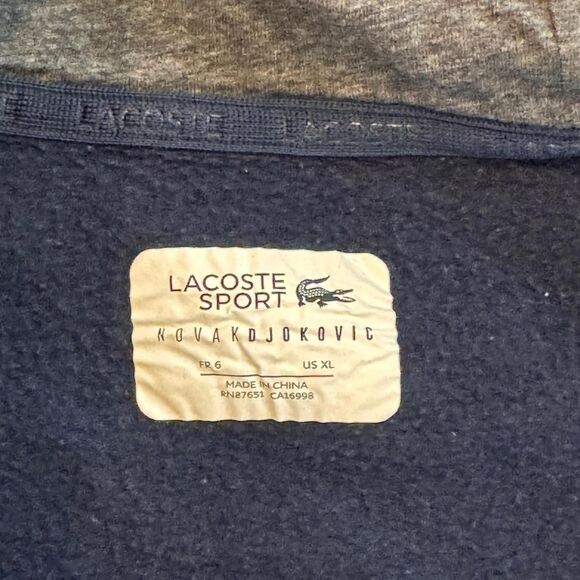 LACOSTE LACOSTE
LACOSTE
SPORT
NOVAKDJOKOVIC
FR 6 US XL
MADE IN CHINA
RN87651 CA16998